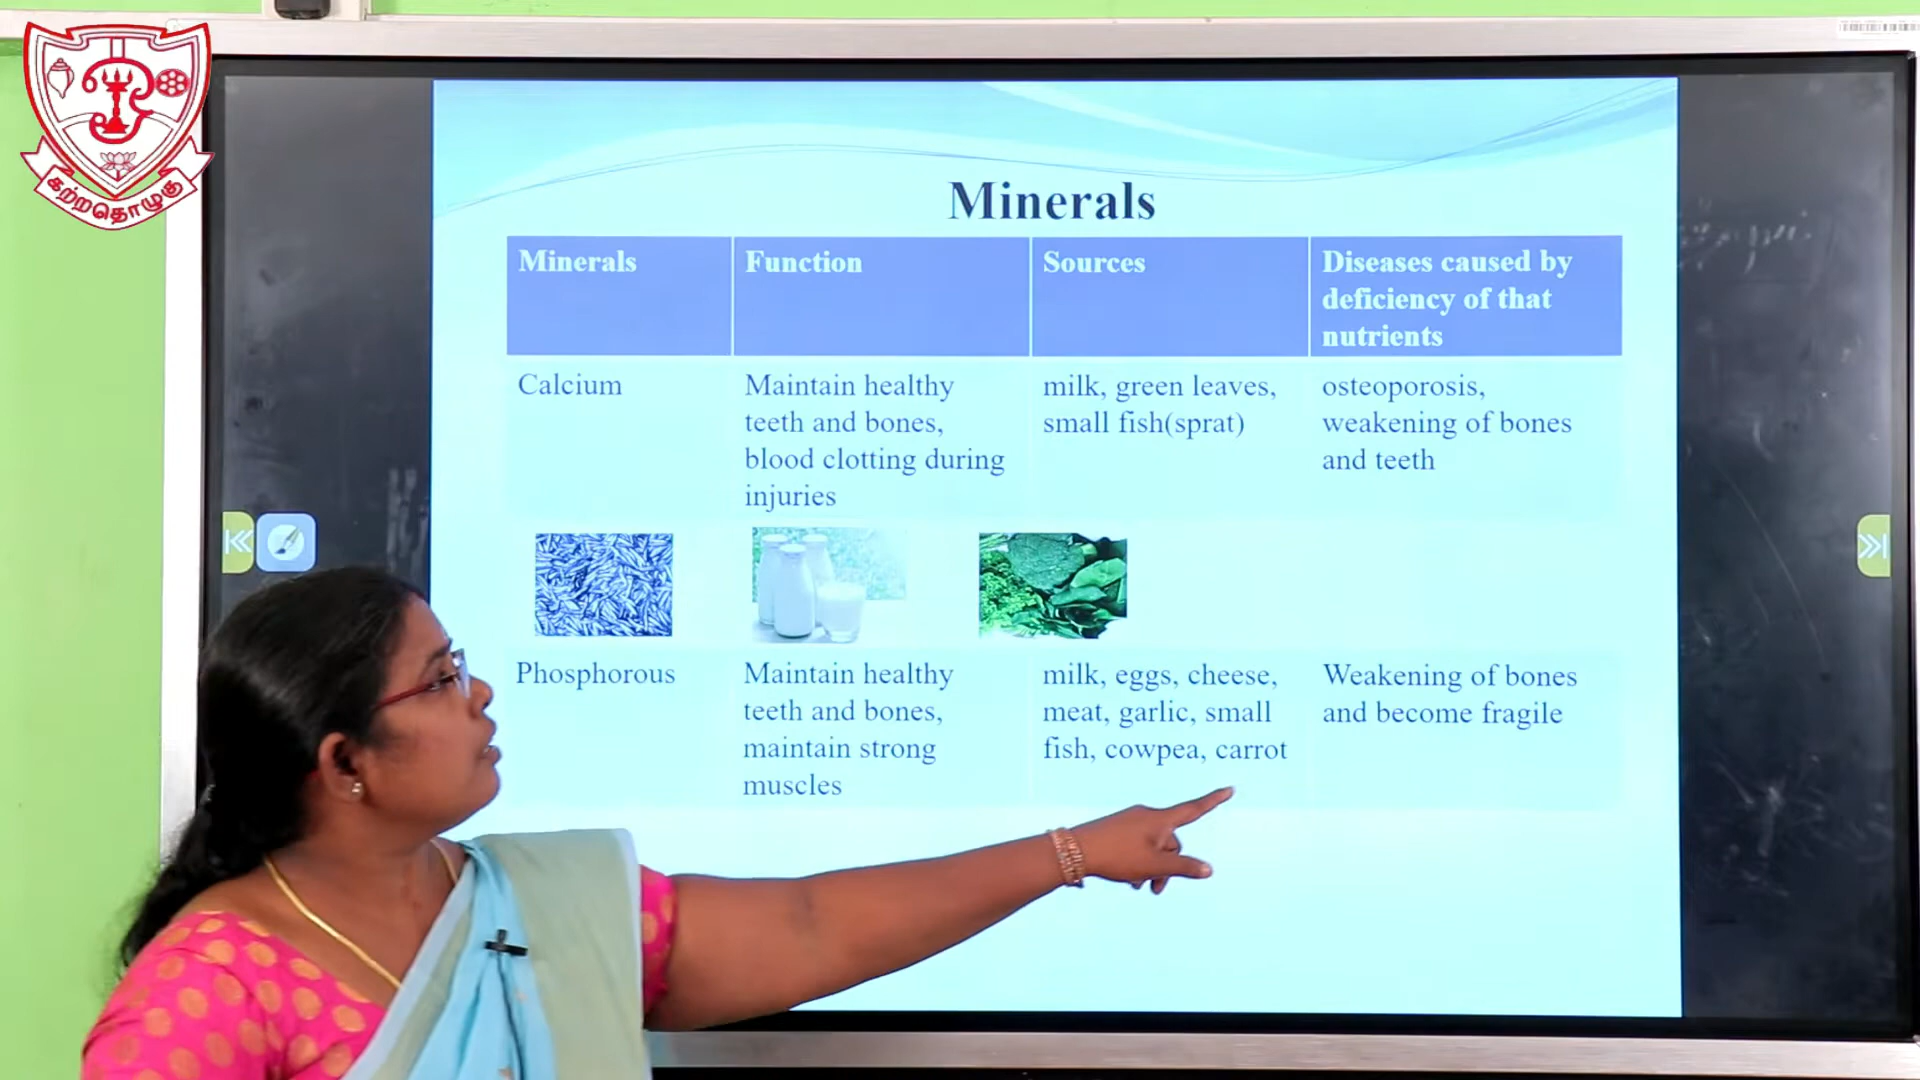 கற்றதொழுகு
Minerals
Minerals
Function
Sources
Diseases caused by
deficiency of that
nutrients
Calcium
Maintain healthy
teeth and bones,
blood clotting during
injuries
milk, green leaves,
small fish(sprat)
osteoporosis,
weakening of bones
and teeth
Phosphorous
Maintain healthy
teeth and bones,
maintain strong
muscles
milk, eggs, cheese,
meat, garlic, small
fish, cowpea, carrot
Weakening of bones
and become fragile